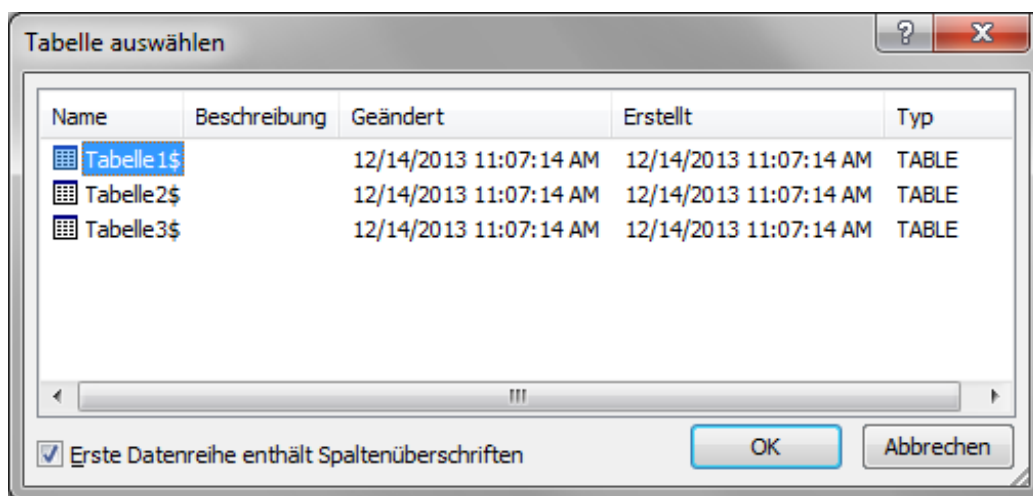 Tabelle auswählen
Name Beschreibung Geändert Erstellt Typ
Tabelle1$ 12/14/2013 11:07:14 AM 12/14/2013 11:07:14 AM TABLE
Tabelle2$ 12/14/2013 11:07:14 AM 12/14/2013 11:07:14 AM TABLE
Tabelle3$ 12/14/2013 11:07:14 AM 12/14/2013 11:07:14 AM TABLE
Erste Datenreihe enthält Spaltenüberschriften OK Abbrechen